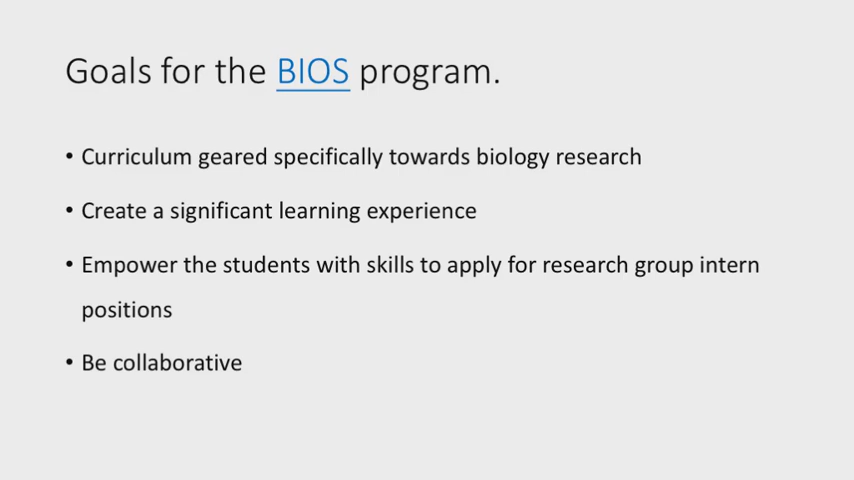 Goals for the BIOS program.
• Curriculum geared specifically towards biology research
• Create a significant learning experience
• Empower the students with skills to apply for research group intern
positions
• Be collaborative